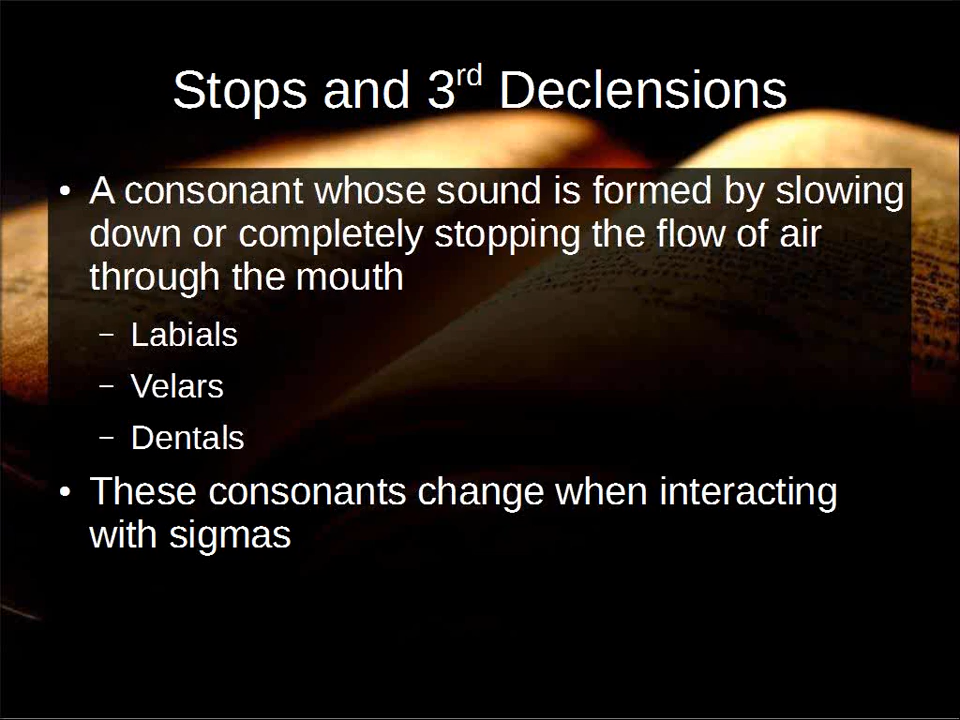 Stops and 3rd Declensions
• A consonant whose sound is formed by slowing
down or completely stopping the flow of air
through the mouth
– Labials
– Velars
– Dentals
• These consonants change when interacting
with sigmas